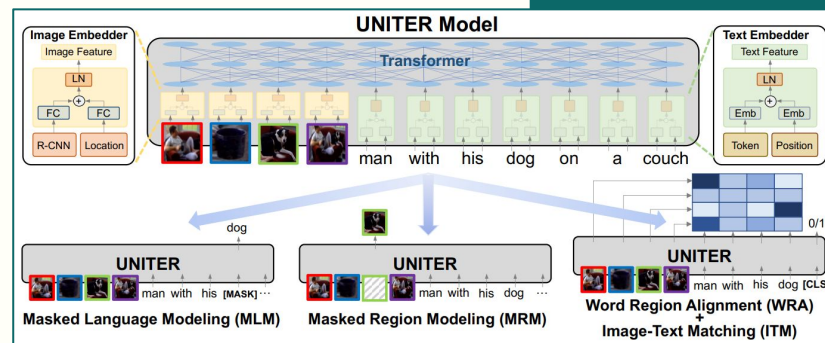 UNITER Model
Image Embedder
Image Feature
LN
FC
FC
R-CNN
Location
Transformer
man with his dog on a couch
Text Embedder
Text Feature
LN
Emb
Emb
Token
Position
dog
UNITER
man with his [MASK] ...
Masked Language Modeling (MLM)
UNITER
man with his dog ...
Masked Region Modeling (MRM)
0/1
UNITER
man with his dog [CLS
Word Region Alignment (WRA)
+
Image-Text Matching (ITM)